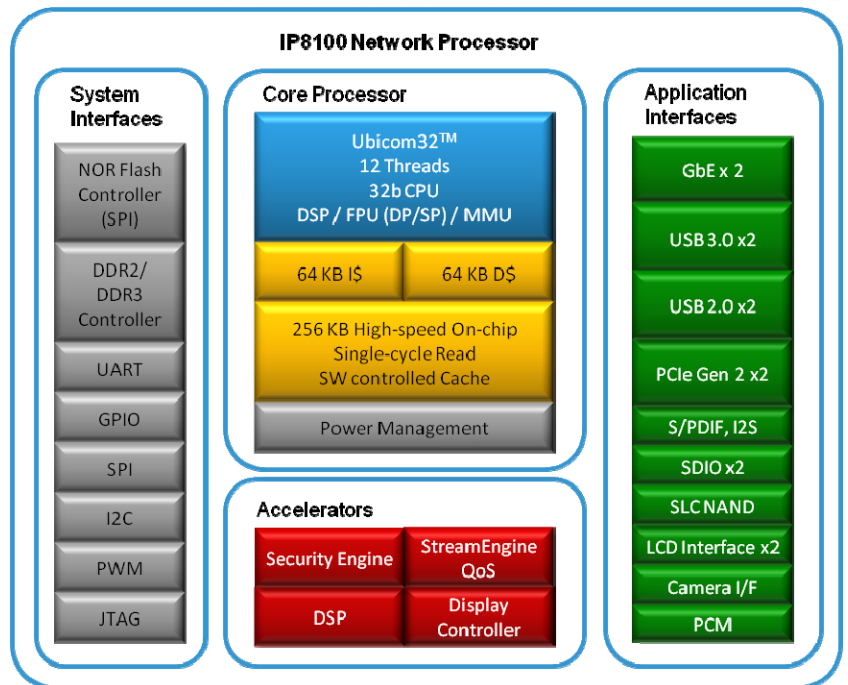 IP8100 Network Processor
System
Interfaces
NOR Flash
Controller
(SPI)
DDR2/
DDR3
Controller
UART
GPIO
SPI
I2C
PWM
JTAG
Core Processor
Ubicom32™
12 Threads
32b CPU
DSP / FPU (DP/SP) / MMU
64 KB I$
64 KB D$
256 KB High-speed On-chip
Single-cycle Read
SW controlled Cache
Power Management
Accelerators
Security Engine
StreamEngine
QoS
DSP
Display
Controller
Application
Interfaces
GbE x 2
USB 3.0 x2
USB 2.0 x2
PCIe Gen 2 x2
S/PDIF, I2S
SDIO x2
SLC NAND
LCD Interface x2
Camera I/F
PCM